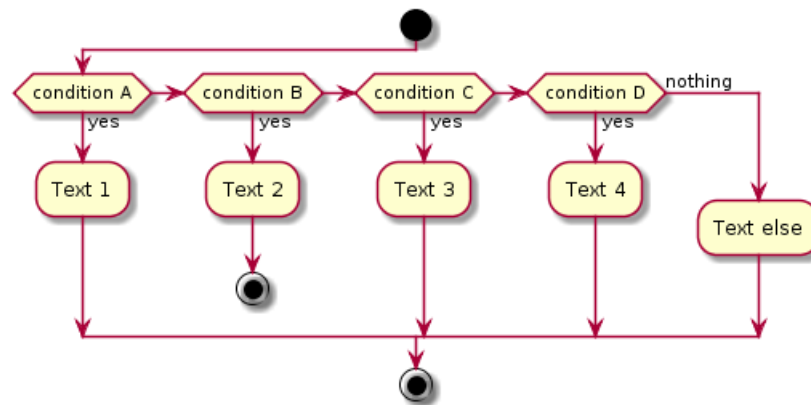 nothing
condition A
condition B
condition C
condition D
yes
yes
yes
yes
Text 1
Text 2
Text 3
Text 4
Text else